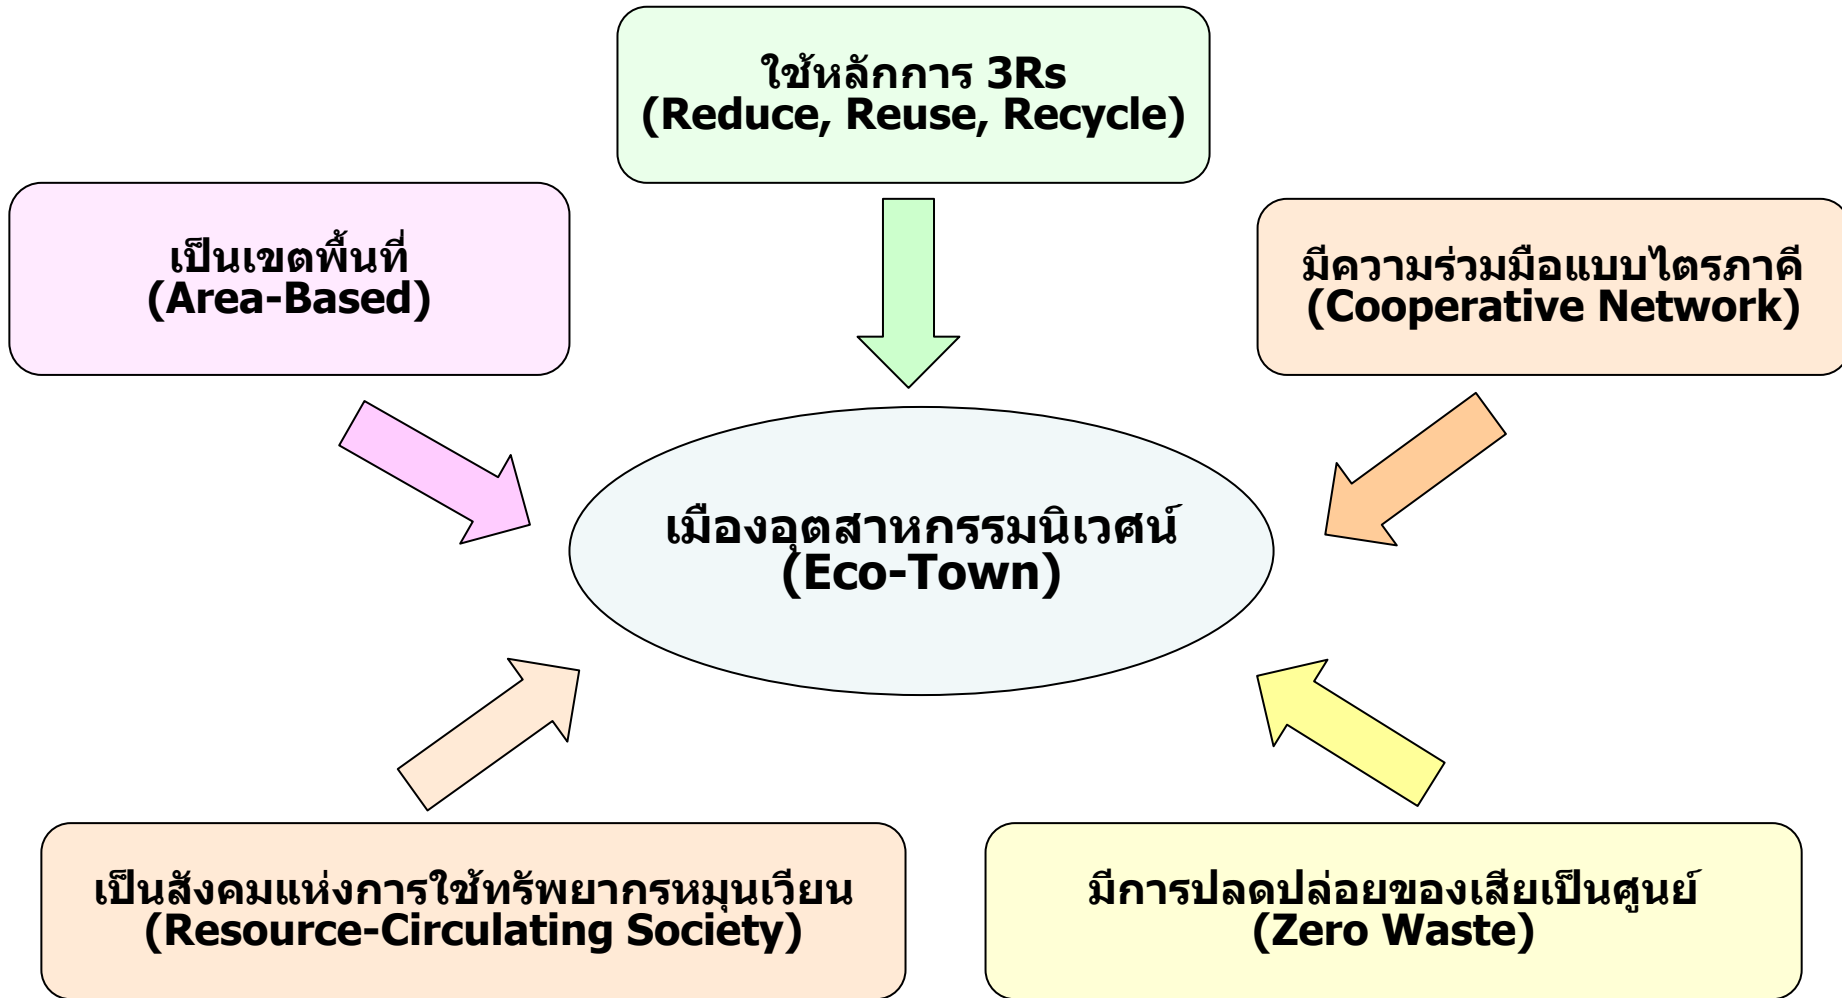 ใช้หลักการ 3Rs
(Reduce, Reuse, Recycle)
เป็นเขตพื้นที่
(Area-Based)
มีความร่วมมือแบบไตรภาคี
(Cooperative Network)
เมืองอุตสาหกรรมนิเวศน์
(Eco-Town)
เป็นสังคมแห่งการใช้ทรัพยากรหมุนเวียน
(Resource-Circulating Society)
มีการปลดปล่อยของเสียเป็นศูนย์
(Zero Waste)